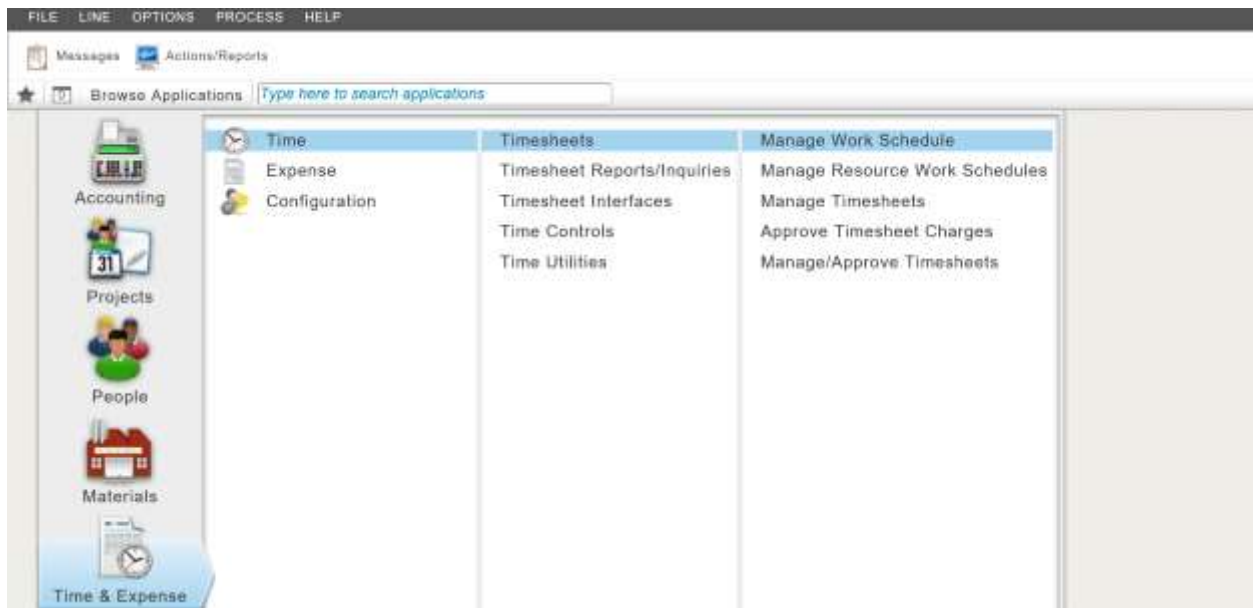 FILE LINE OPTIONS PROCESS HELP
Messages Actions/Reports
Browse Applications Type here to search applications
Accounting
Projects
People
Materials
Time & Expense
Time
Expense
Configuration
Timesheets
Timesheet Reports/Inquiries
Timesheet Interfaces
Time Controls
Time Utilities
Manage Work Schedule
Manage Resource Work Schedules
Manage Timesheets
Approve Timesheet Charges
Manage/Approve Timesheets
31